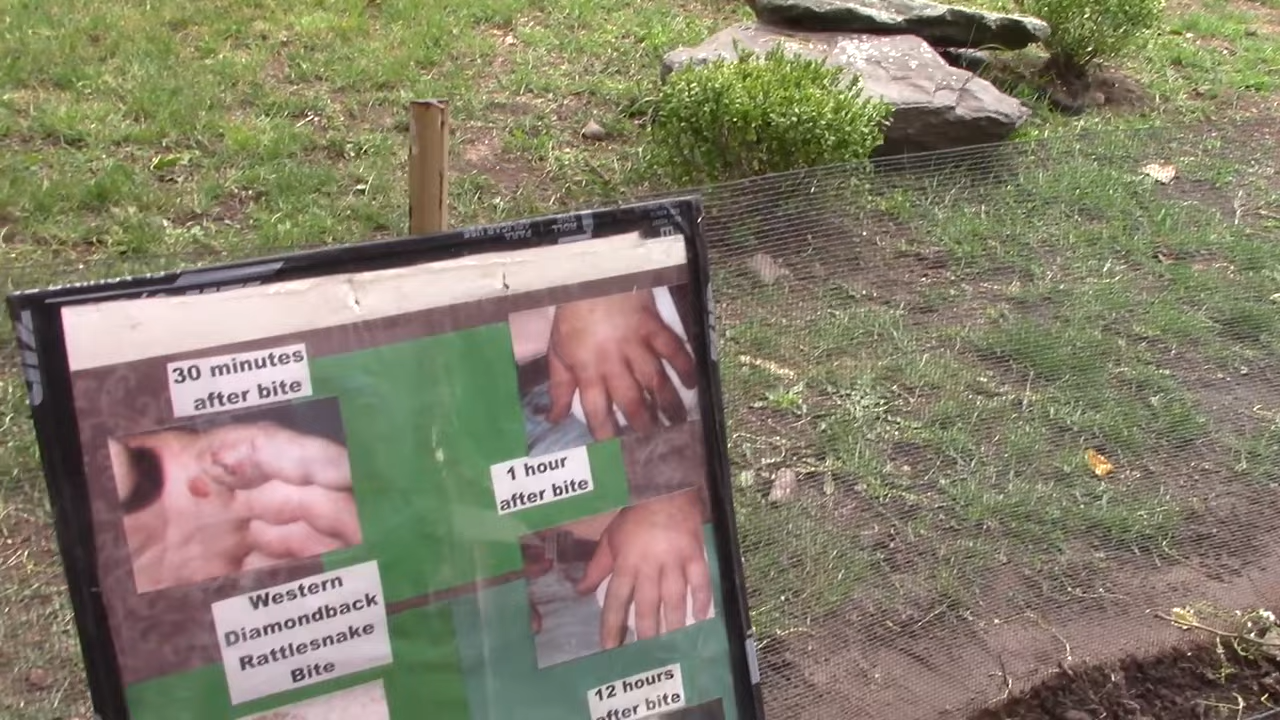 30 minutes
after bite
1 hour
after bite
Western
Diamondback
Rattlesnake
Bite
12 hours
after bite